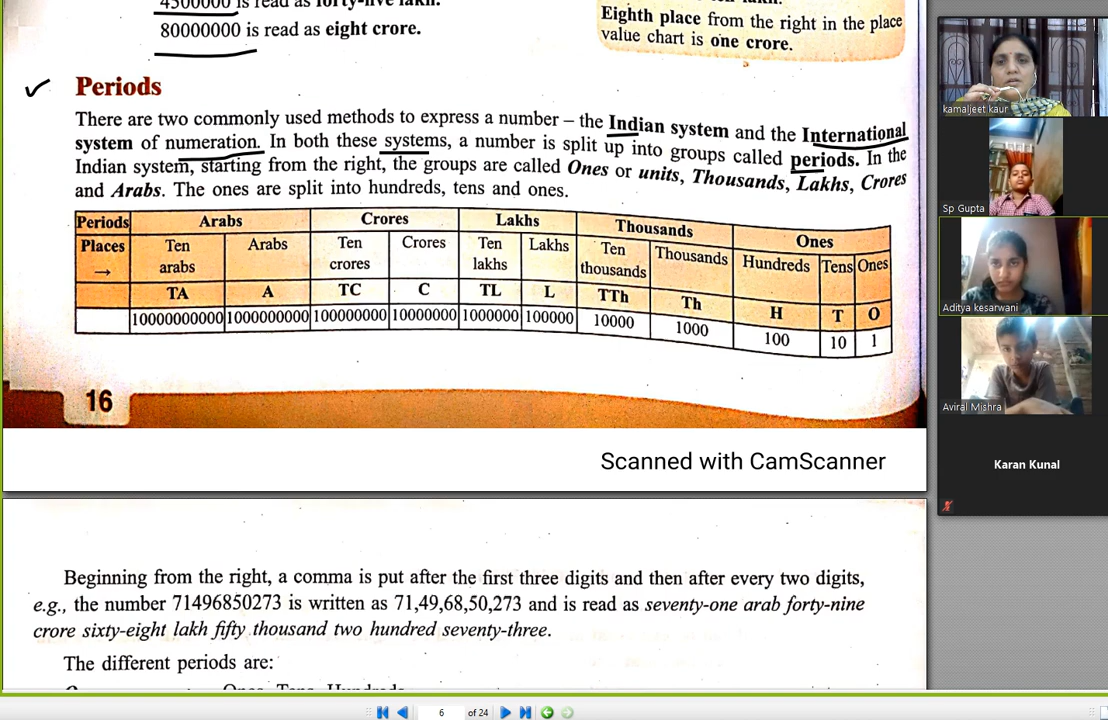 4500000 is read as forty-five lakh.
80000000 is read as eight crore.
Eighth place from the right in the place
value chart is one crore.
Periods
There are two commonly used methods to express a number – the Indian system and the International
system of numeration. In both these systems, a number is split up into groups called periods. In the
Indian system, starting from the right, the groups are called Ones or units, Thousands, Lakhs, Crores
and Arabs. The ones are split into hundreds, tens and ones.
Periods Arabs Crores Lakhs Thousands Ones
Places → Ten arabs Arabs Ten crores Crores Ten lakhs Lakhs Ten thousands Thousands Hundreds Tens Ones
TA A TC C TL L TTh Th H T O
10000000000 1000000000 100000000 10000000 1000000 100000 10000 1000 100 10 1
16
Scanned with CamScanner
Beginning from the right, a comma is put after the first three digits and then after every two digits,
e.g., the number 71496850273 is written as 71,49,68,50,273 and is read as seventy-one arab forty-nine
crore sixty-eight lakh fifty thousand two hundred seventy-three.
The different periods are:
Ones, Tens, Hundreds
6 of 24
kamaljeet kaur
Sp Gupta
Aditya kesarwani
Aviral Mishra
Karan Kunal